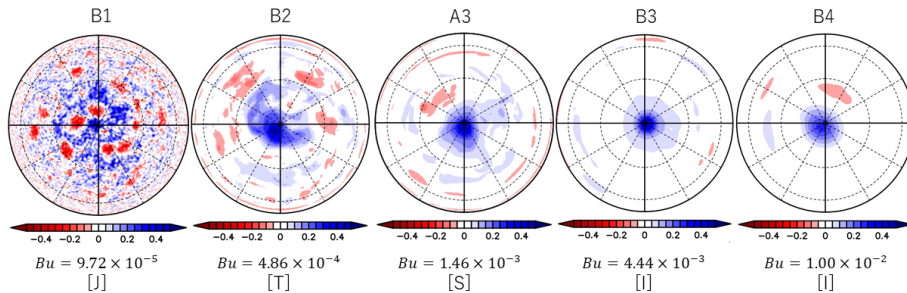 B1 B2 A3 B3 B4
−0.4 −0.2 0 0.2 0.4 −0.4 −0.2 0 0.2 0.4 −0.4 −0.2 0 0.2 0.4 −0.4 −0.2 0 0.2 0.4 −0.4 −0.2 0 0.2 0.4
Bu = 9.72 × 10⁻⁵ Bu = 4.86 × 10⁻⁴ Bu = 1.46 × 10⁻³ Bu = 4.44 × 10⁻³ Bu = 1.00 × 10⁻²
[J] [T] [S] [I] [I]